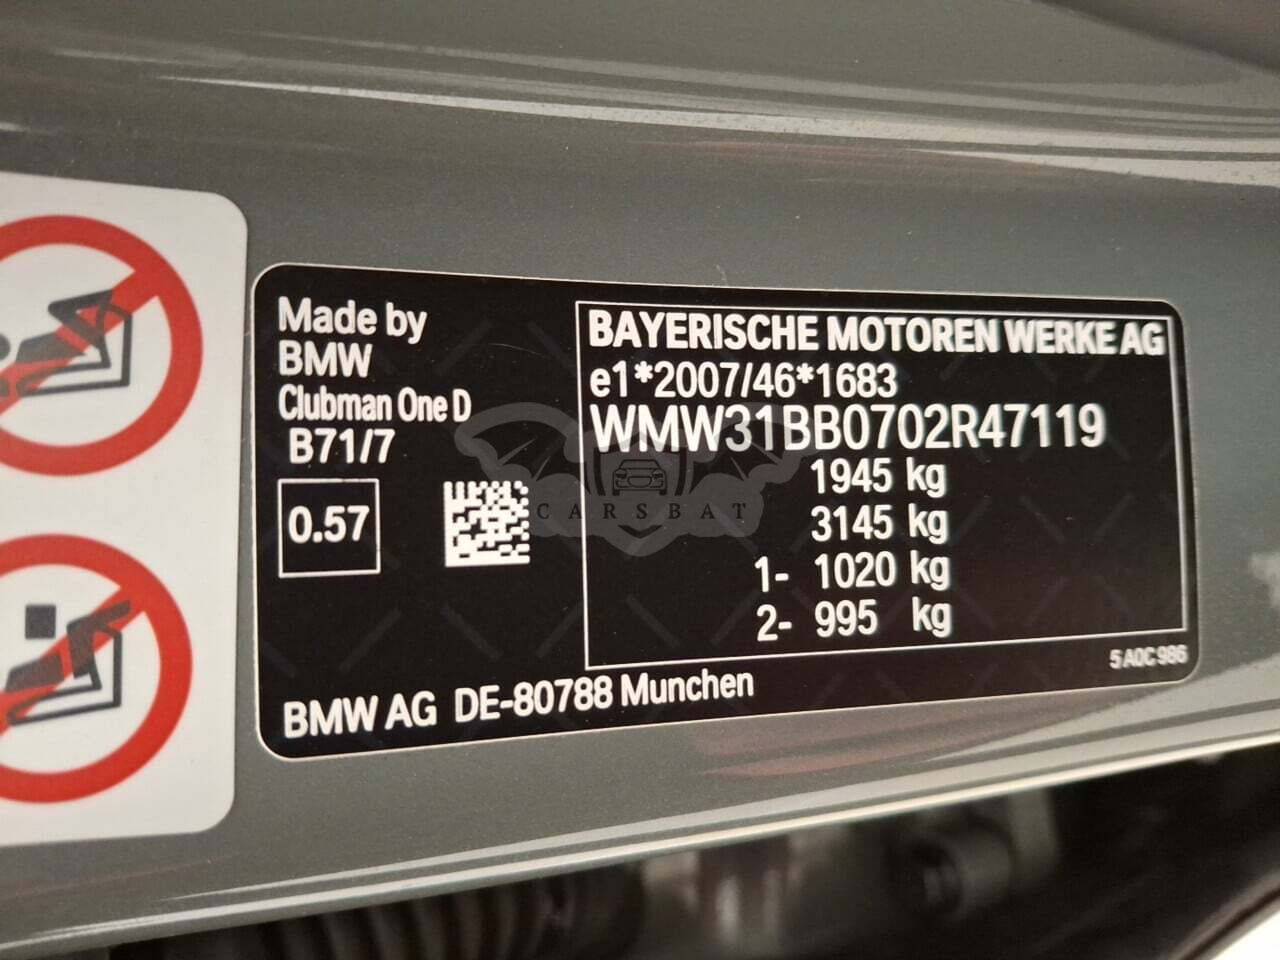 Made by
BMW
Clubman One D
B71/7
0.57
BMW AG DE-80788 Munchen
BAYERISCHE MOTOREN WERKE AG
e1*2007/46*1683
WMW31BB0702R47119
1945 kg
3145 kg
1- 1020 kg
2- 995 kg
5 A0C 986
CARSBAT